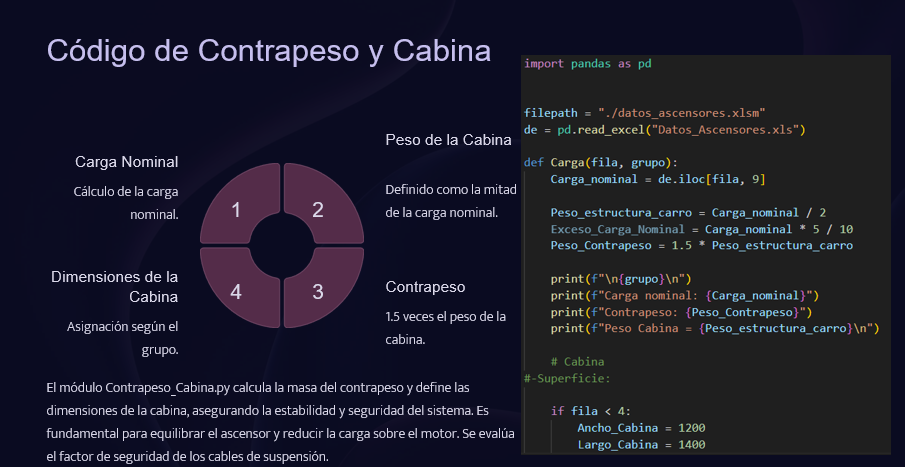 Código de Contrapeso y Cabina
Carga Nominal
Cálculo de la carga
nominal.
1
2
Peso de la Cabina
Definido como la mitad
de la carga nominal.
Dimensiones de la
Cabina
Asignación según el
grupo.
4
3
Contrapeso
1.5 veces el peso de la
cabina.
El módulo Contrapeso_Cabina.py calcula la masa del contrapeso y define las
dimensiones de la cabina, asegurando la estabilidad y seguridad del sistema. Es
fundamental para equilibrar el ascensor y reducir la carga sobre el motor. Se evalúa
el factor de seguridad de los cables de suspensión.
import pandas as pd
filepath = "./datos_ascensores.xlsm"
de = pd.read_excel("Datos_Ascensores.xls")
def Carga(fila, grupo):
    Carga_nominal = de.iloc[fila, 9]
    Peso_estructura_carro = Carga_nominal / 2
    Exceso_Carga_Nominal = Carga_nominal * 5 / 10
    Peso_Contrapeso = 1.5 * Peso_estructura_carro
    print(f"\n{grupo}\n")
    print(f"Carga nominal: {Carga_nominal}")
    print(f"Contrapeso: {Peso_Contrapeso}")
    print(f"Peso Cabina = {Peso_estructura_carro}\n")
    # Cabina
#-Superficie:
    if fila < 4:
        Ancho_Cabina = 1200
        Largo_Cabina = 1400